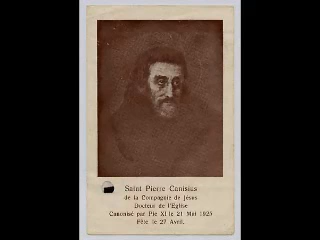 Saint Pierre Canisius
de la Compagnie de Jésus
Docteur de l'Eglise
Canonisé par Pie XI le 21 Mai 1925
Fête le 27 Avril.